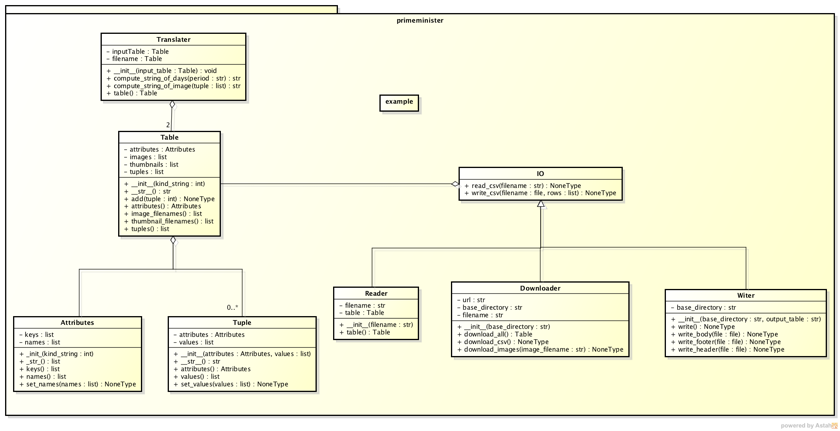 primeminister
Translater
- inputTable : Table
- filename : Table
+ __init__(input_table : Table) : void
+ compute_string_of_days(period : str) : str
+ compute_string_of_image(tuple : list) : str
+ table() : Table
example
2
Table
- attributes : Attributes
- images : list
- thumbnails : list
- tuples : list
+ __init__(kind_string : int)
+ __str__() : str
+ add(tuple : int) : NoneType
+ attributes() : Attributes
+ image_filenames() : list
+ thumbnail_filenames() : list
+ tuples() : list
IO
+ read_csv(filename : str) : NoneType
+ write_csv(filename : file, rows : list) : NoneType
0..*
Attributes
- keys : list
- names : list
+ _init_(kind_string : int)
+ _str_() : list
+ keys() : list
+ names() : list
+ set_names(names : list) : NoneType
Tuple
- attributes : Attributes
- values : list
+ __init__(attributes : Attributes, values : list)
+ __str__() : str
+ attributes() : Attributes
+ values() : list
+ set_values(values : list) : NoneType
Reader
- filename : str
- table : Table
+ __init__(filename : str)
+ table() : Table
Downloader
- url : str
- base_directory : str
- filename : str
+ __init__(base_directory : str)
+ download_all() : Table
+ download_csv() : NoneType
+ download_images(image_filename : str) : NoneType
Witer
- base_directory : str
+ __init__(base_directory : str, output_table : str)
+ write() : NoneType
+ write_body(file : file) : NoneType
+ write_footer(file : file) : NoneType
+ write_header(file : file) : NoneType
powered by Astah